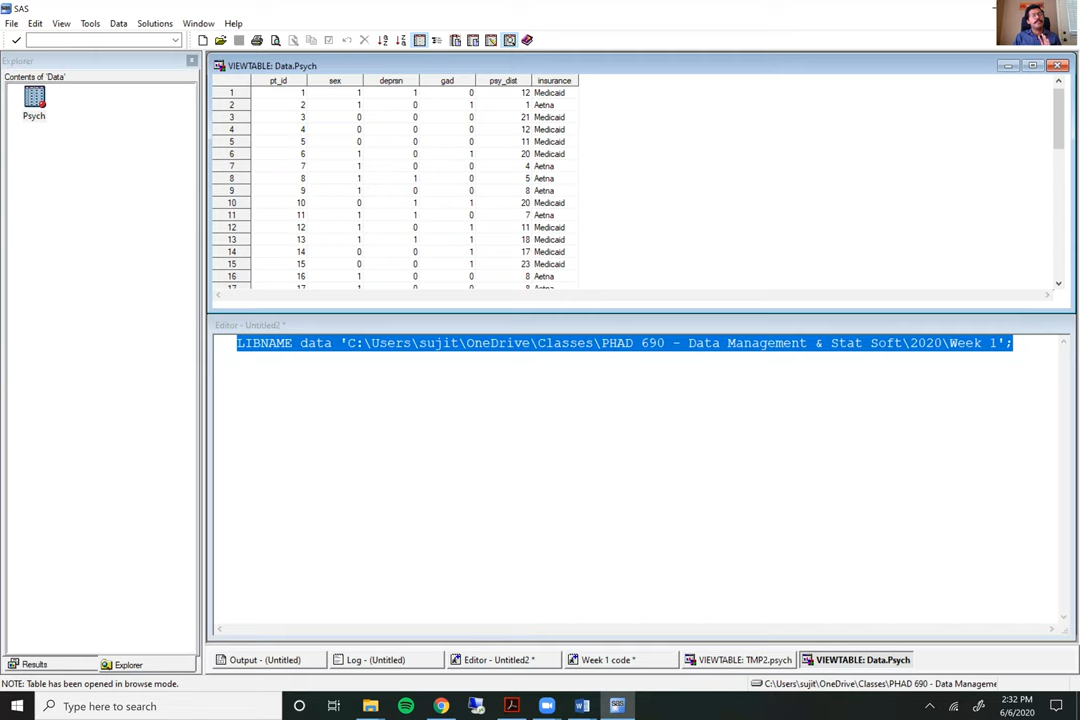 SAS
File Edit View Tools Data Solutions Window Help
Explorer
Contents of 'Data'
Psych
VIEWTABLE: Data.Psych
pt_id sex deprsn gad psy_dist insurance
1 1 1 1 0 12 Medicaid
2 2 1 0 1 1 Aetna
3 3 0 0 0 21 Medicaid
4 4 0 0 0 12 Medicaid
5 5 0 0 0 11 Medicaid
6 6 1 0 1 20 Medicaid
7 7 1 0 0 4 Aetna
8 8 1 1 0 5 Aetna
9 9 1 0 0 8 Aetna
10 10 0 1 1 20 Medicaid
11 11 1 1 0 7 Aetna
12 12 1 0 1 11 Medicaid
13 13 1 1 1 18 Medicaid
14 14 0 0 1 17 Medicaid
15 15 0 0 1 23 Medicaid
16 16 1 0 0 8 Aetna
17 17 1 0 0 8 Aetna
Editor - Untitled2 *
LIBNAME data 'C:\Users\sujit\OneDrive\Classes\PHAD 690 - Data Management & Stat Soft\2020\Week 1';
Results Explorer
Output - (Untitled) Log - (Untitled) Editor - Untitled2 * Week 1 code * VIEWTABLE: TMP2.psych VIEWTABLE: Data.Psych
NOTE: Table has been opened in browse mode.
C:\Users\sujit\OneDrive\Classes\PHAD 690 - Data Manageme
Type here to search
2:32 PM
6/6/2020